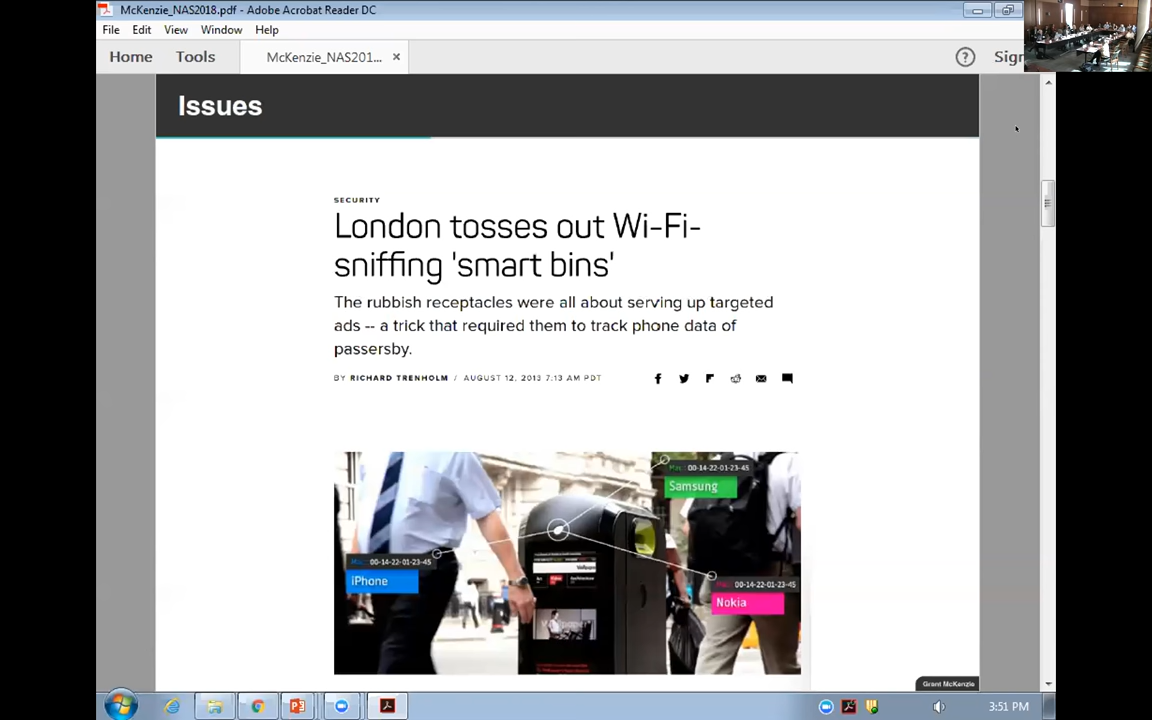 McKenzie_NAS2018.pdf - Adobe Acrobat Reader DC
File Edit View Window Help
Home Tools McKenzie_NAS201... × ? Sign
Issues
SECURITY
London tosses out Wi-Fi-
sniffing 'smart bins'
The rubbish receptacles were all about serving up targeted
ads -- a trick that required them to track phone data of
passersby.
BY RICHARD TRENHOLM / AUGUST 12, 2013 7:13 AM PDT
00-14-22-01-23-45
Samsung
00-14-22-01-23-45
iPhone
00-14-22-01-23-45
Nokia
Grant McKenzie
3:51 PM